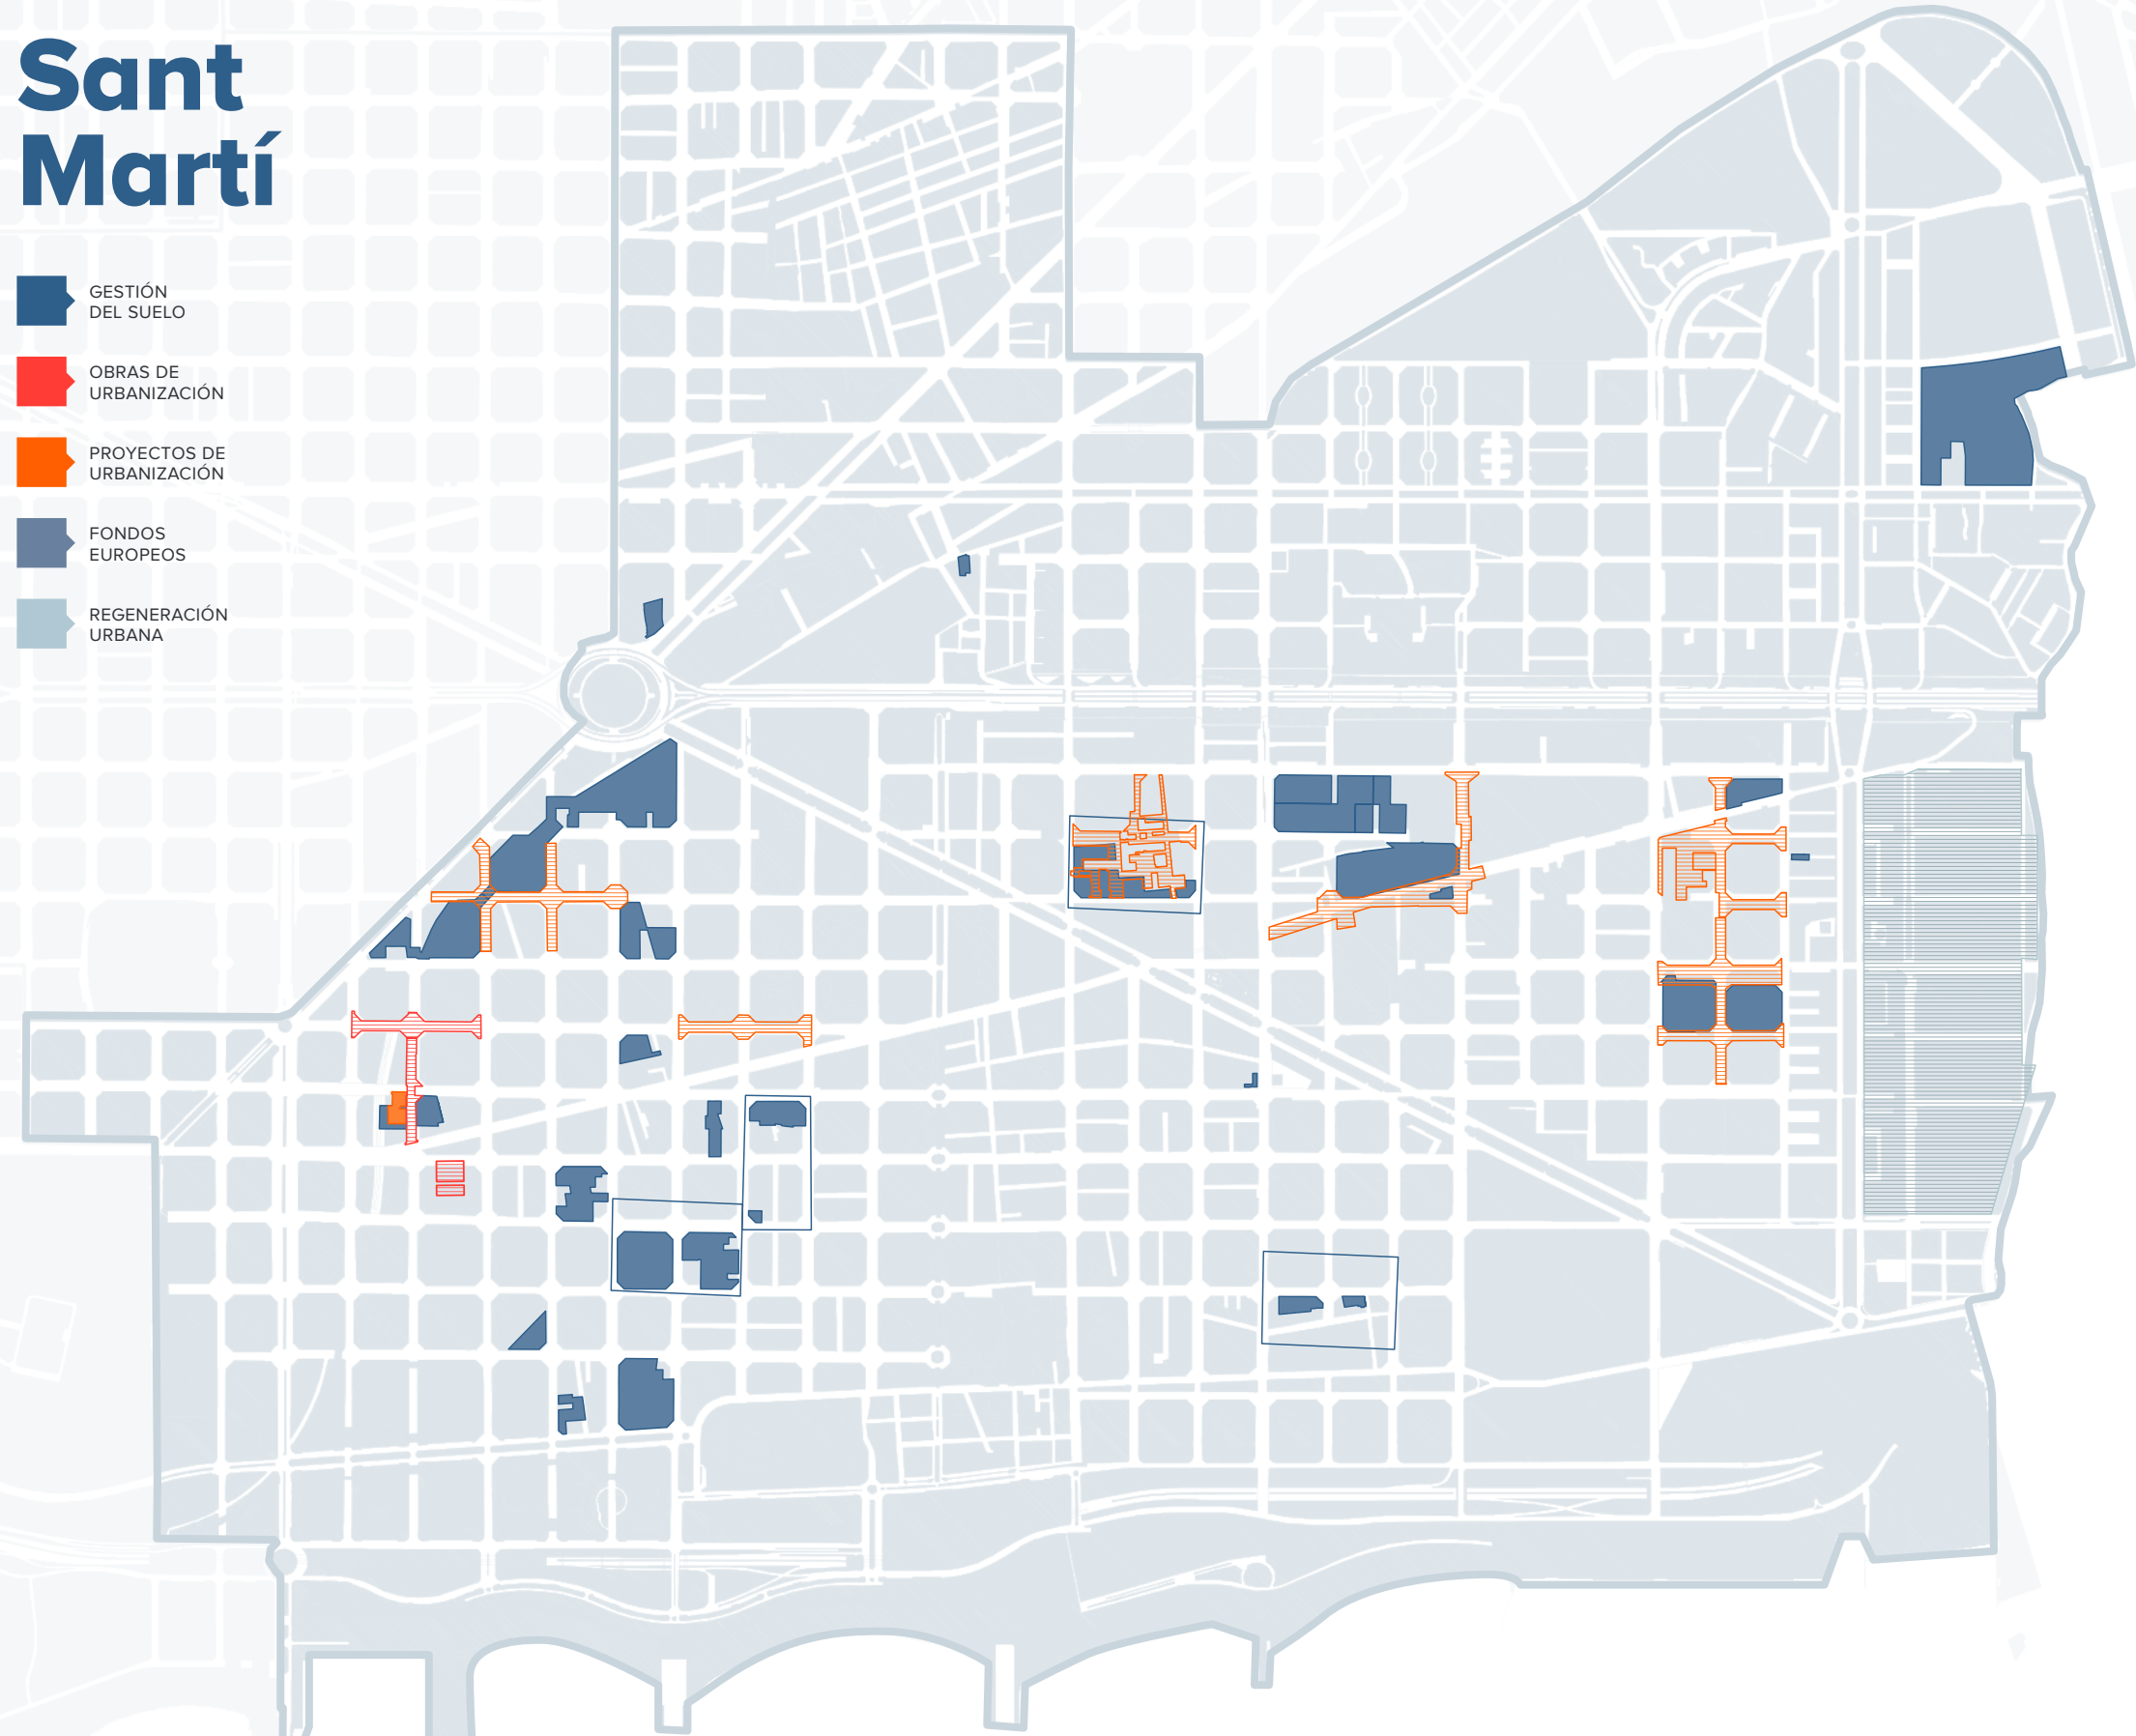 Sant
Martí
GESTIÓN
DEL SUELO
OBRAS DE
URBANIZACIÓN
PROYECTOS DE
URBANIZACIÓN
FONDOS
EUROPEOS
REGENERACIÓN
URBANA